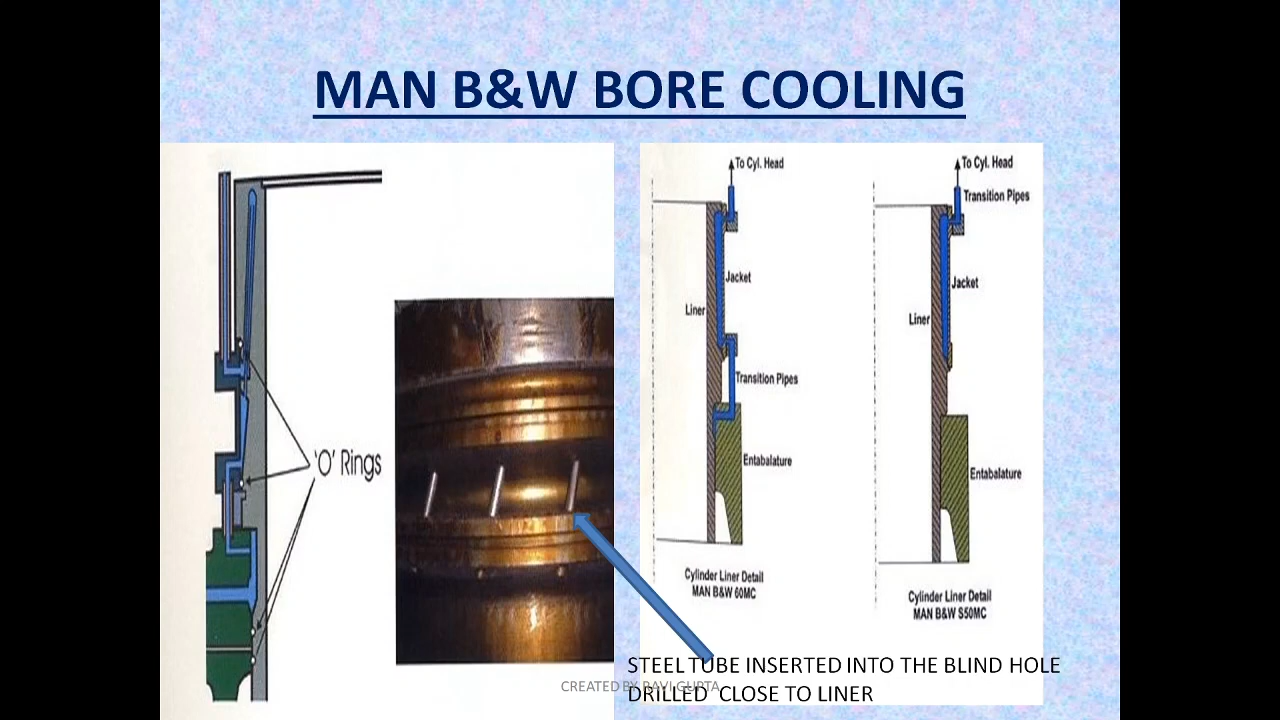 MAN B&W BORE COOLING
'O' Rings
To Cyl. Head
Jacket
Liner
Transition Pipes
Entabalature
Cylinder Liner Detail
MAN B&W 60MC
To Cyl. Head
Transition Pipes
Jacket
Liner
Entabalature
Cylinder Liner Detail
MAN B&W S50MC
STEEL TUBE INSERTED INTO THE BLIND HOLE
DRILLED CLOSE TO LINER
CREATED BY RAVI GUPTA